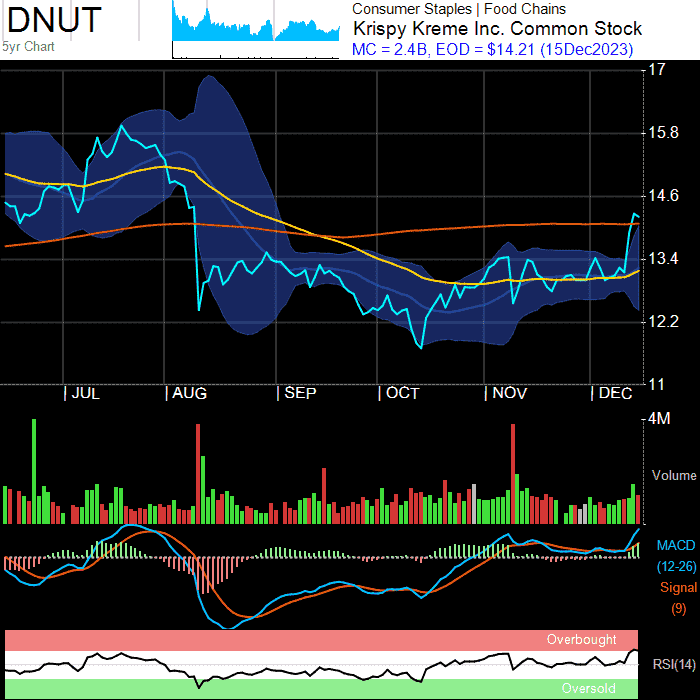 DNUT
5yr Chart
Consumer Staples | Food Chains
Krispy Kreme Inc. Common Stock
MC = 2.4B, EOD = $14.21 (15Dec2023)
17
15.8
14.6
13.4
12.2
11
| JUL | AUG | SEP | OCT | NOV | DEC
4M
Volume
MACD
(12-26)
Signal
(9)
Overbought
RSI(14)
Oversold